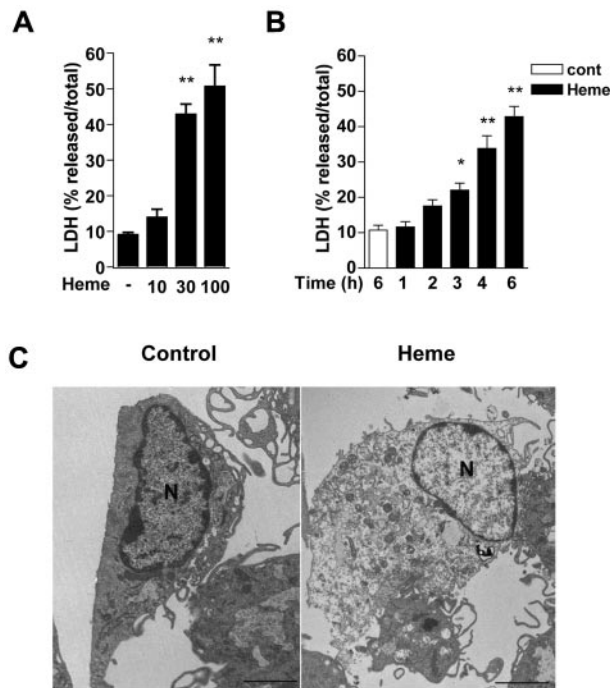 A
LDH (% released/total)
60
50
40
30
20
10
0
**
**
Heme - 10 30 100
B
LDH (% released/total)
60
50
40
30
20
10
0
cont
Heme
*
**
**
Time (h) 6 1 2 3 4 6
C
Control
Heme
N
N